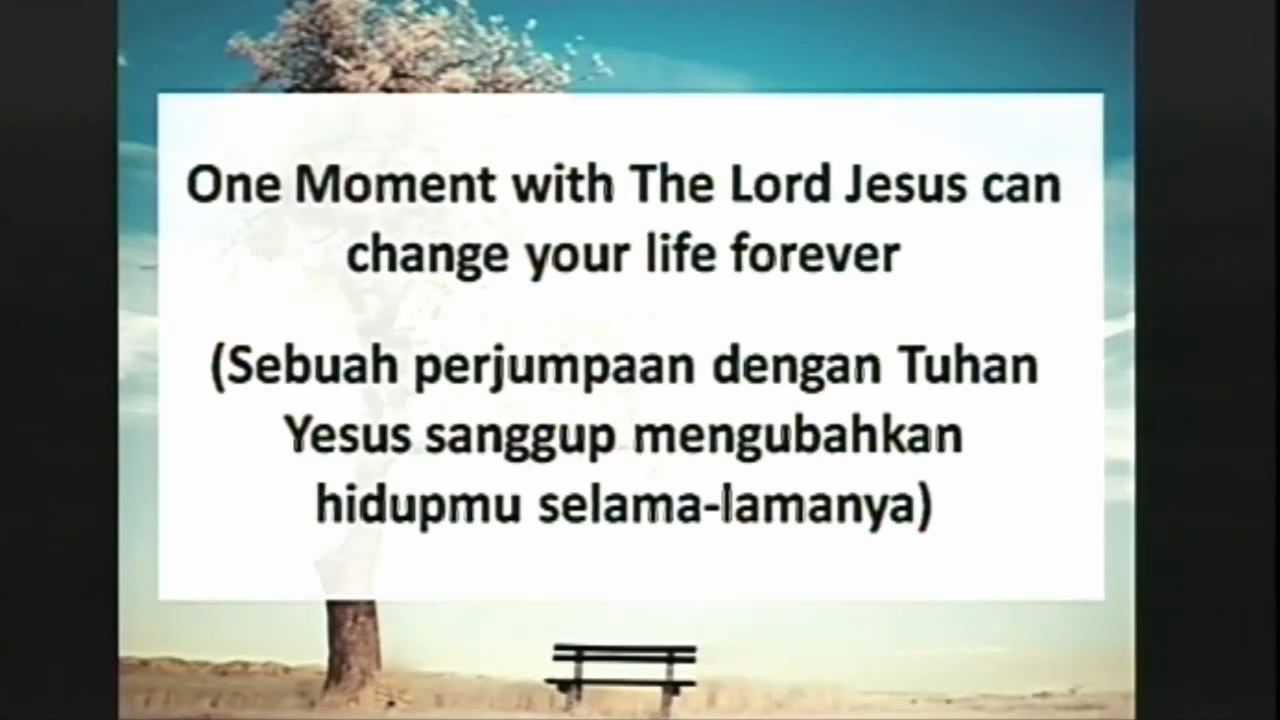 One Moment with The Lord Jesus can
change your life forever
(Sebuah perjumpaan dengan Tuhan
Yesus sanggup mengubahkan
hidupmu selama-lamanya)